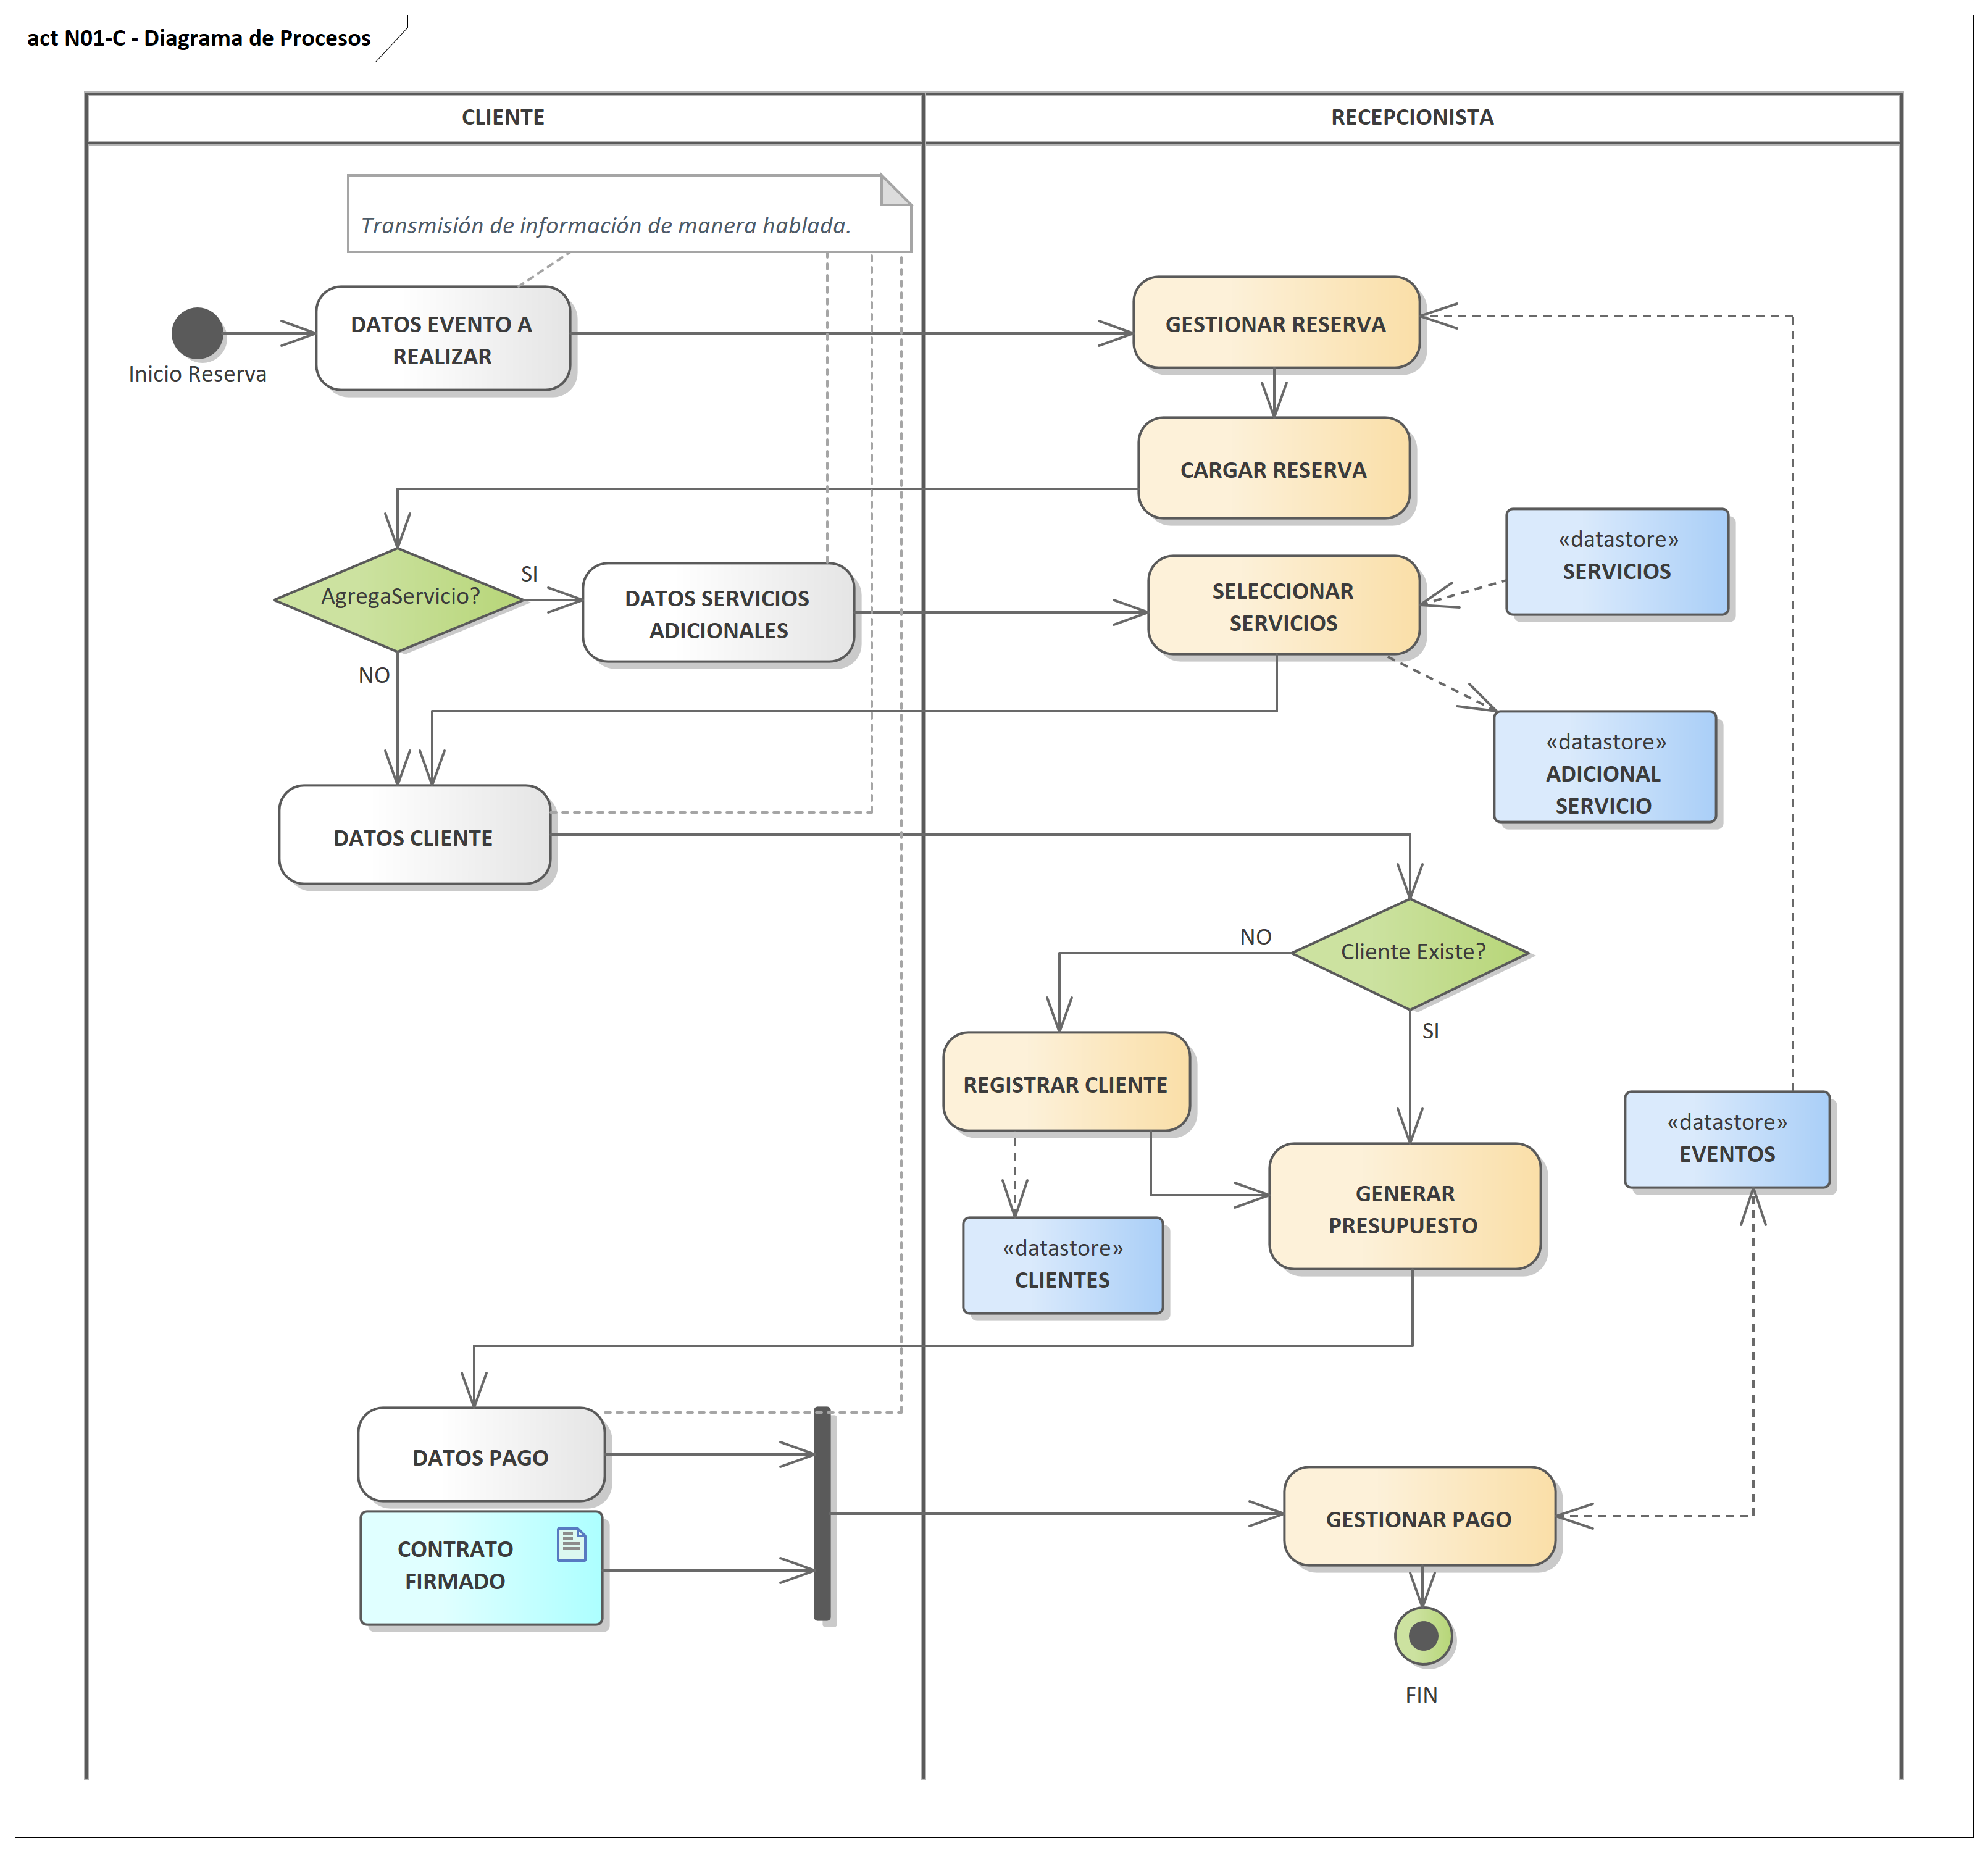 act N01-C - Diagrama de Procesos
CLIENTE
RECEPCIONISTA
Transmisión de información de manera hablada.
Inicio Reserva
DATOS EVENTO A
REALIZAR
GESTIONAR RESERVA
CARGAR RESERVA
AgregaServicio?
SI
NO
DATOS SERVICIOS
ADICIONALES
SELECCIONAR
SERVICIOS
«datastore»
SERVICIOS
«datastore»
ADICIONAL
SERVICIO
DATOS CLIENTE
Cliente Existe?
NO
SI
REGISTRAR CLIENTE
«datastore»
CLIENTES
GENERAR
PRESUPUESTO
«datastore»
EVENTOS
DATOS PAGO
CONTRATO
FIRMADO
GESTIONAR PAGO
FIN